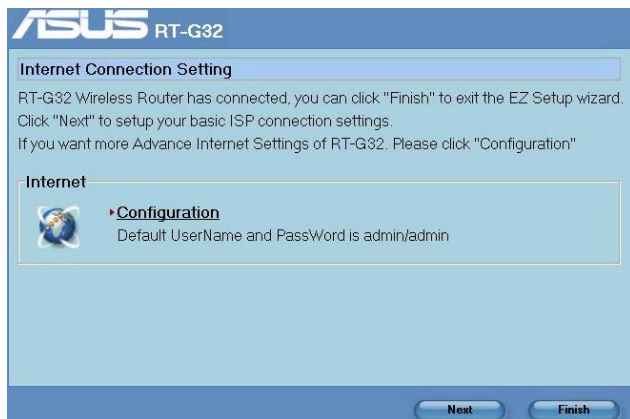 ASUS RT-G32
Internet Connection Setting
RT-G32 Wireless Router has connected, you can click "Finish" to exit the EZ Setup wizard.
Click "Next" to setup your basic ISP connection settings.
If you want more Advance Internet Settings of RT-G32. Please click "Configuration"
Internet
Configuration
Default UserName and PassWord is admin/admin
Next Finish